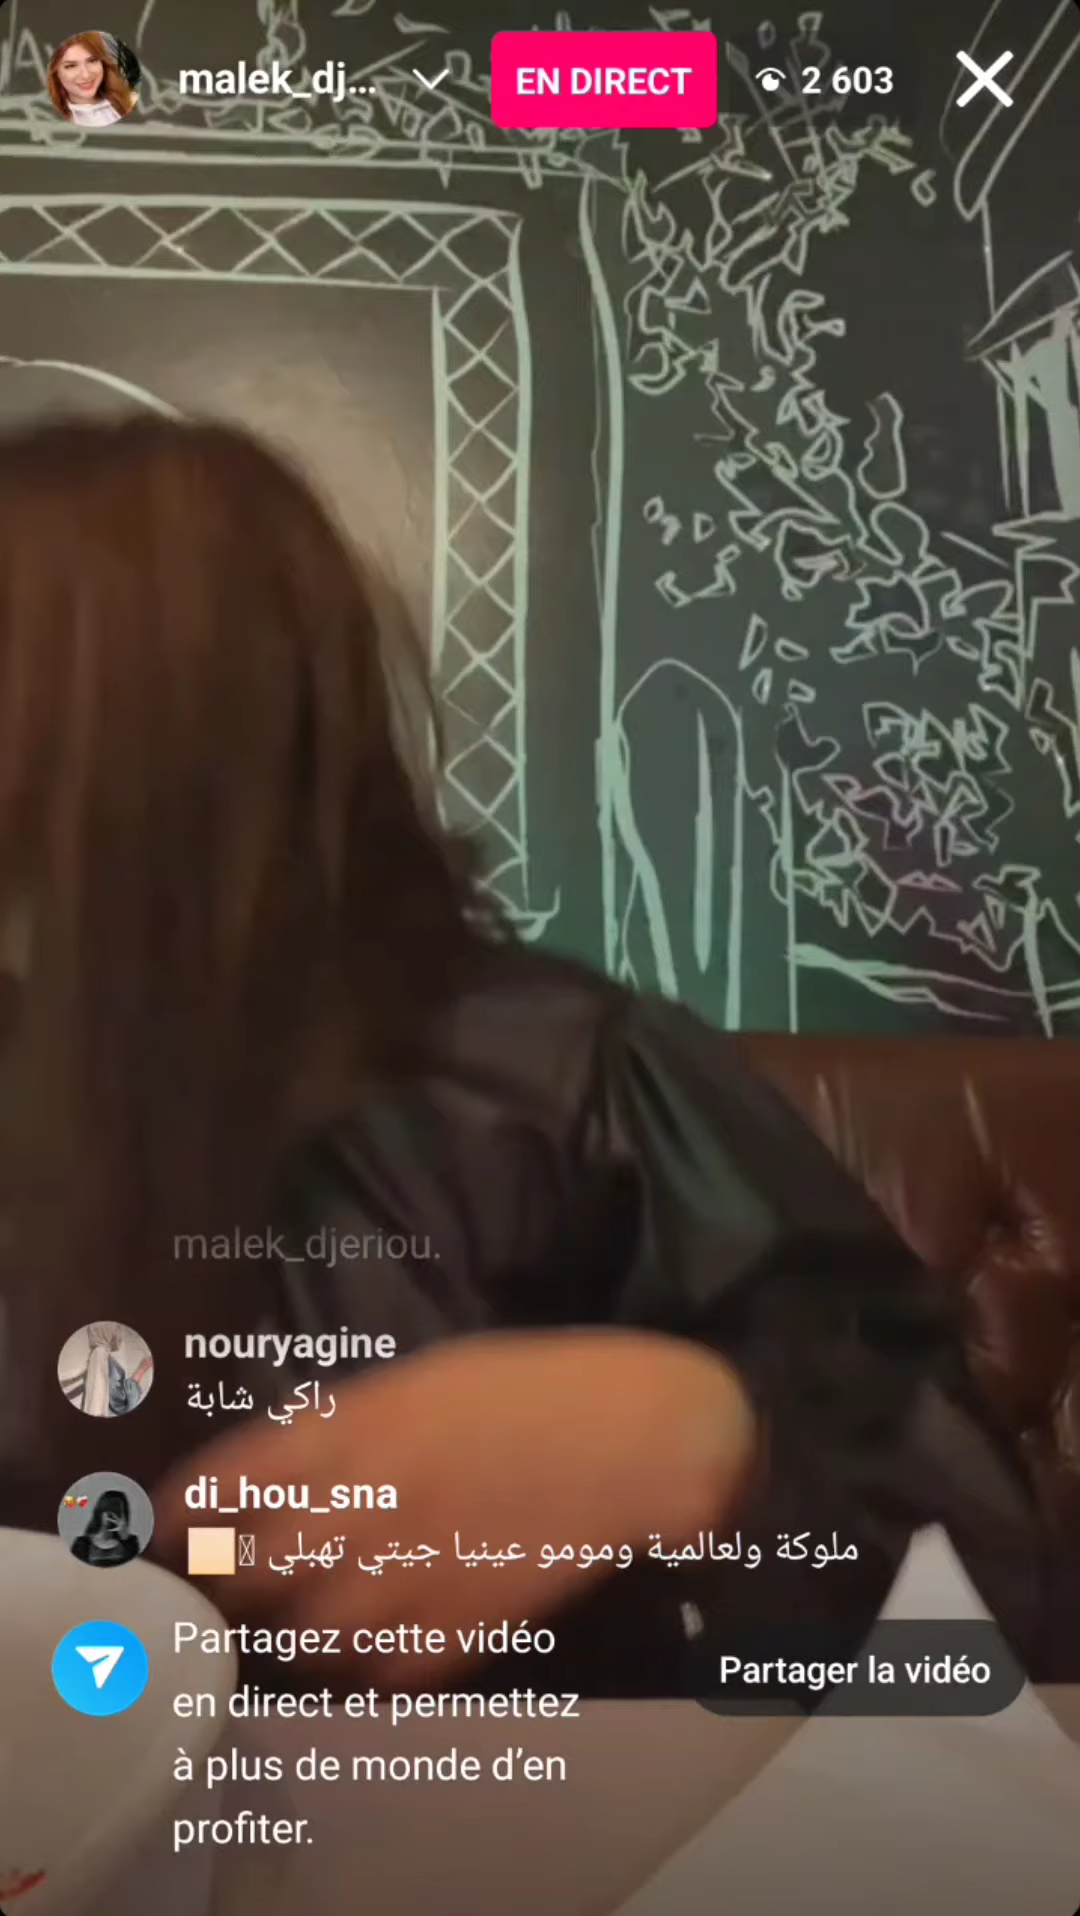 malek_dj...
EN DIRECT
2 603
malek_djeriou.
nouryagine
راكي شابة
di_hou_sna
ملوكة ولعالمية ومومو عينيا جيتي تهبلي
Partagez cette vidéo
en direct et permettez
à plus de monde d’en
profiter.
Partager la vidéo